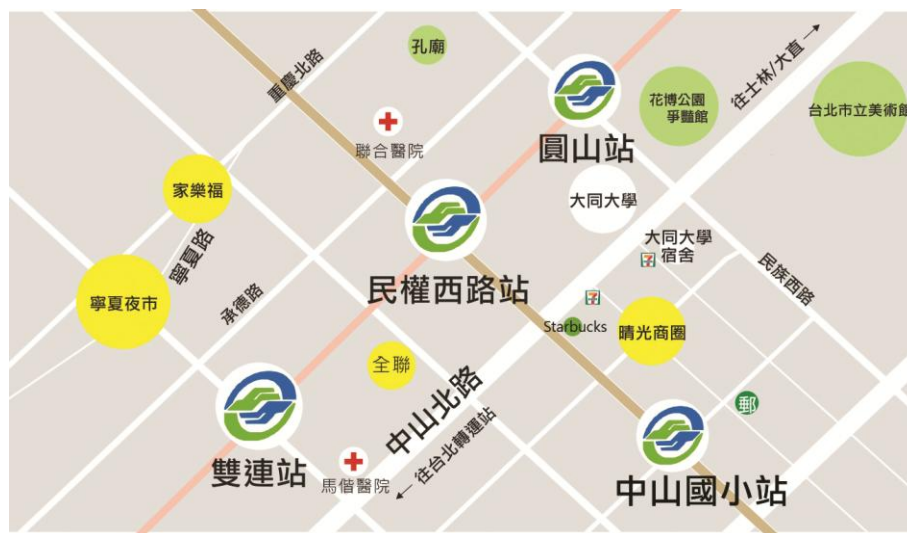 孔廟
重慶北路
往士林/大直
花博公園
爭豔館
台北市立美術館
聯合醫院
圓山站
家樂福
大同大學
寧夏路
大同大學
宿舍
民族西路
民權西路站
承德路
寧夏夜市
7
7
Starbucks
晴光商圈
全聯
中山北路
郵
往台北轉運站
雙連站
馬偕醫院
中山國小站